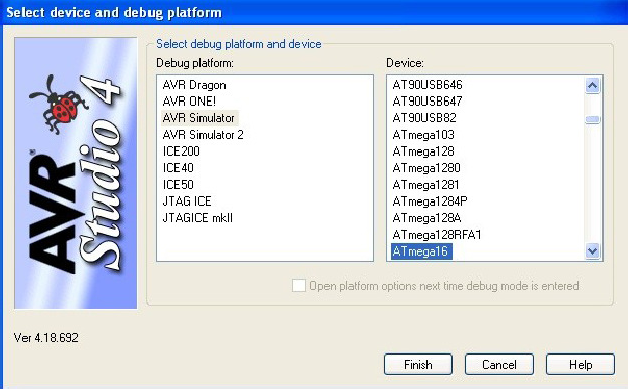 Select device and debug platform
AVR Studio 4
Select debug platform and device
Debug platform:
AVR Dragon
AVR ONE!
AVR Simulator
AVR Simulator 2
ICE200
ICE40
ICE50
JTAG ICE
JTAGICE mkII
Device:
AT90USB646
AT90USB647
AT90USB82
ATmega103
ATmega128
ATmega1280
ATmega1281
ATmega1284P
ATmega128A
ATmega128RFA1
ATmega16
Open platform options next time debug mode is entered
Ver 4.18.692
Finish
Cancel
Help